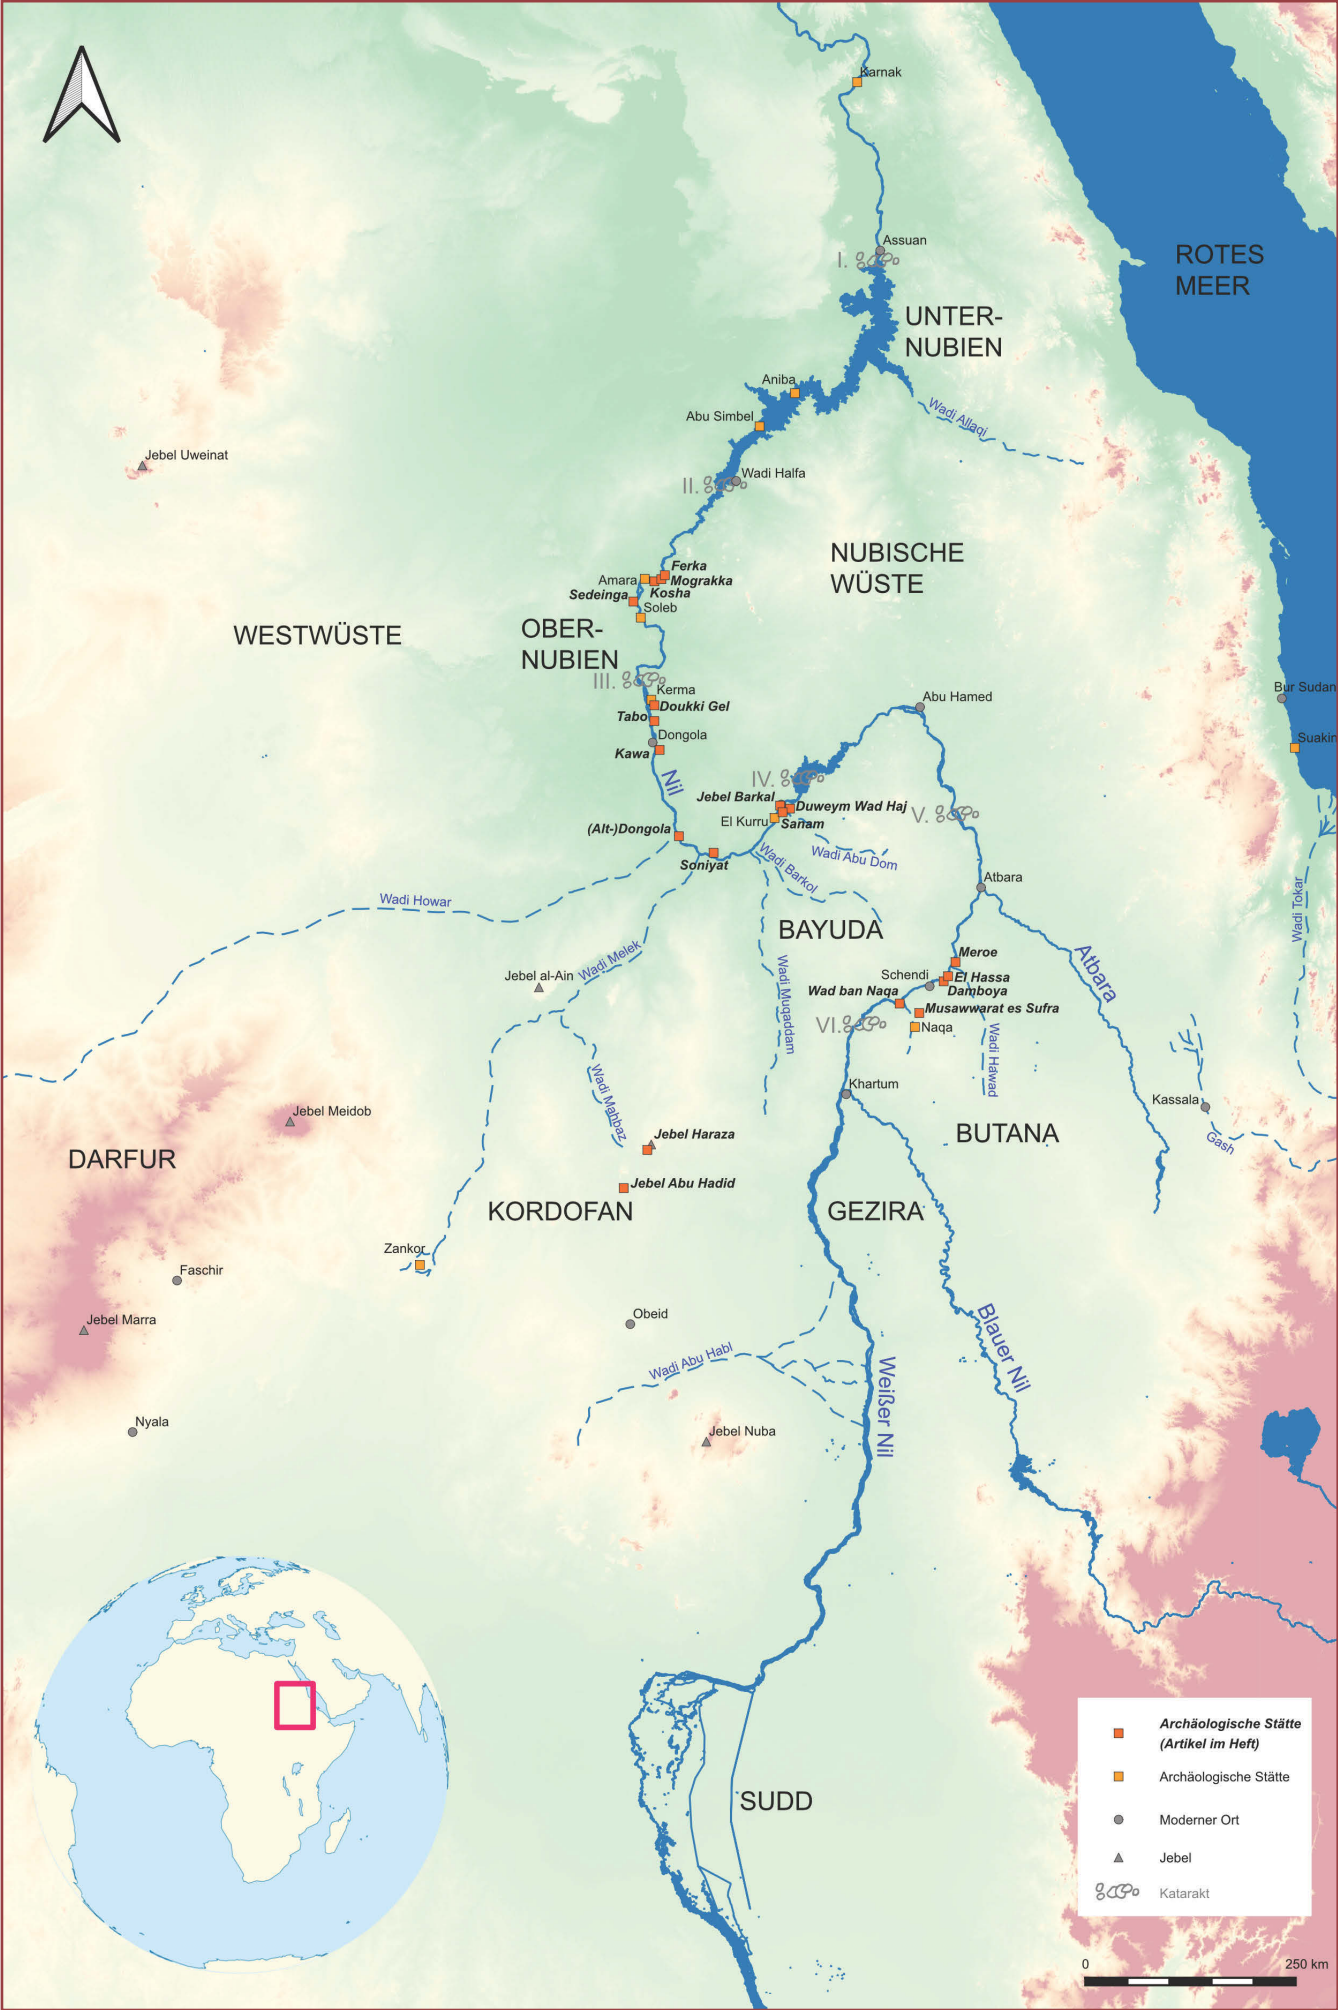 Karnak
Assuan
I.
ROTES
MEER
UNTER-
NUBIEN
Aniba
Abu Simbel
Wadi Allaqi
Jebel Uweinat
Wadi Halfa
II.
NUBISCHE
WÜSTE
Ferka
Amara
Mograkka
Sedeinga
Kosha
Soleb
WESTWÜSTE
OBER-
NUBIEN
III.
Kerma
Doukki Gel
Tabo
Dongola
Kawa
Nil
Abu Hamed
Bur Sudan
Suakin
IV.
Jebel Barkal
Duweym Wad Haj
El Kurru
Sanam
V.
(Alt-)Dongola
Soniyat
Wadi Abu Dom
Wadi Barkol
Atbara
Wadi Howar
Wadi Tokar
BAYUDA
Wadi Melek
Jebel al-Ain
Wadi Muqaddam
Meroe
Atbara
Schendi
El Hassa
Wad ban Naqa
Damboya
Musawwarat es Sufra
VI.
Naqa
Wadi Hawad
Khartum
Wadi Mahbaz
Kassala
Gash
Jebel Meidob
Jebel Haraza
BUTANA
DARFUR
Jebel Abu Hadid
KORDOFAN
GEZIRA
Zankor
Faschir
Jebel Marra
Obeid
Blauer Nil
Wadi Abu Habl
Weißer Nil
Nyala
Jebel Nuba
SUDD
Archäologische Stätte
(Artikel im Heft)
Archäologische Stätte
Moderner Ort
Jebel
Katarakt
0
250 km